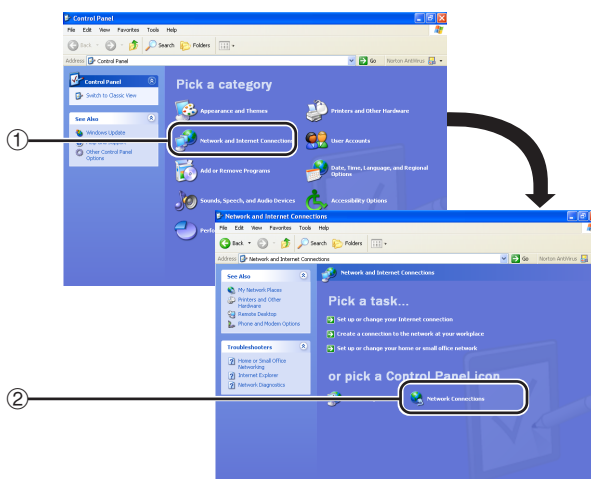 Control Panel
File Edit View Favorites Tools Help
Back Search Folders
Address Control Panel Go Norton AntiVirus
Control Panel
Switch to Classic View
See Also
Windows Update
Help and Support
Other Control Panel
Options
Pick a category
Appearance and Themes
Printers and Other Hardware
Network and Internet Connections
User Accounts
Add or Remove Programs
Date, Time, Language, and Regional
Options
Sounds, Speech, and Audio Devices
Accessibility Options
①
Network and Internet Connections
File Edit View Favorites Tools Help
Back Search Folders
Address Network and Internet Connections Go Norton AntiVirus
See Also
My Network Places
Printers and Other
Hardware
Remote Desktop
Phone and Modem Options
Troubleshooters
Home or Small Office
Networking
Internet Explorer
Network Diagnostics
Network and Internet Connections
Pick a task...
Set up or change your Internet connection
Create a connection to the network at your workplace
Set up or change your home or small office network
or pick a Control Panel icon
Network Connections
②